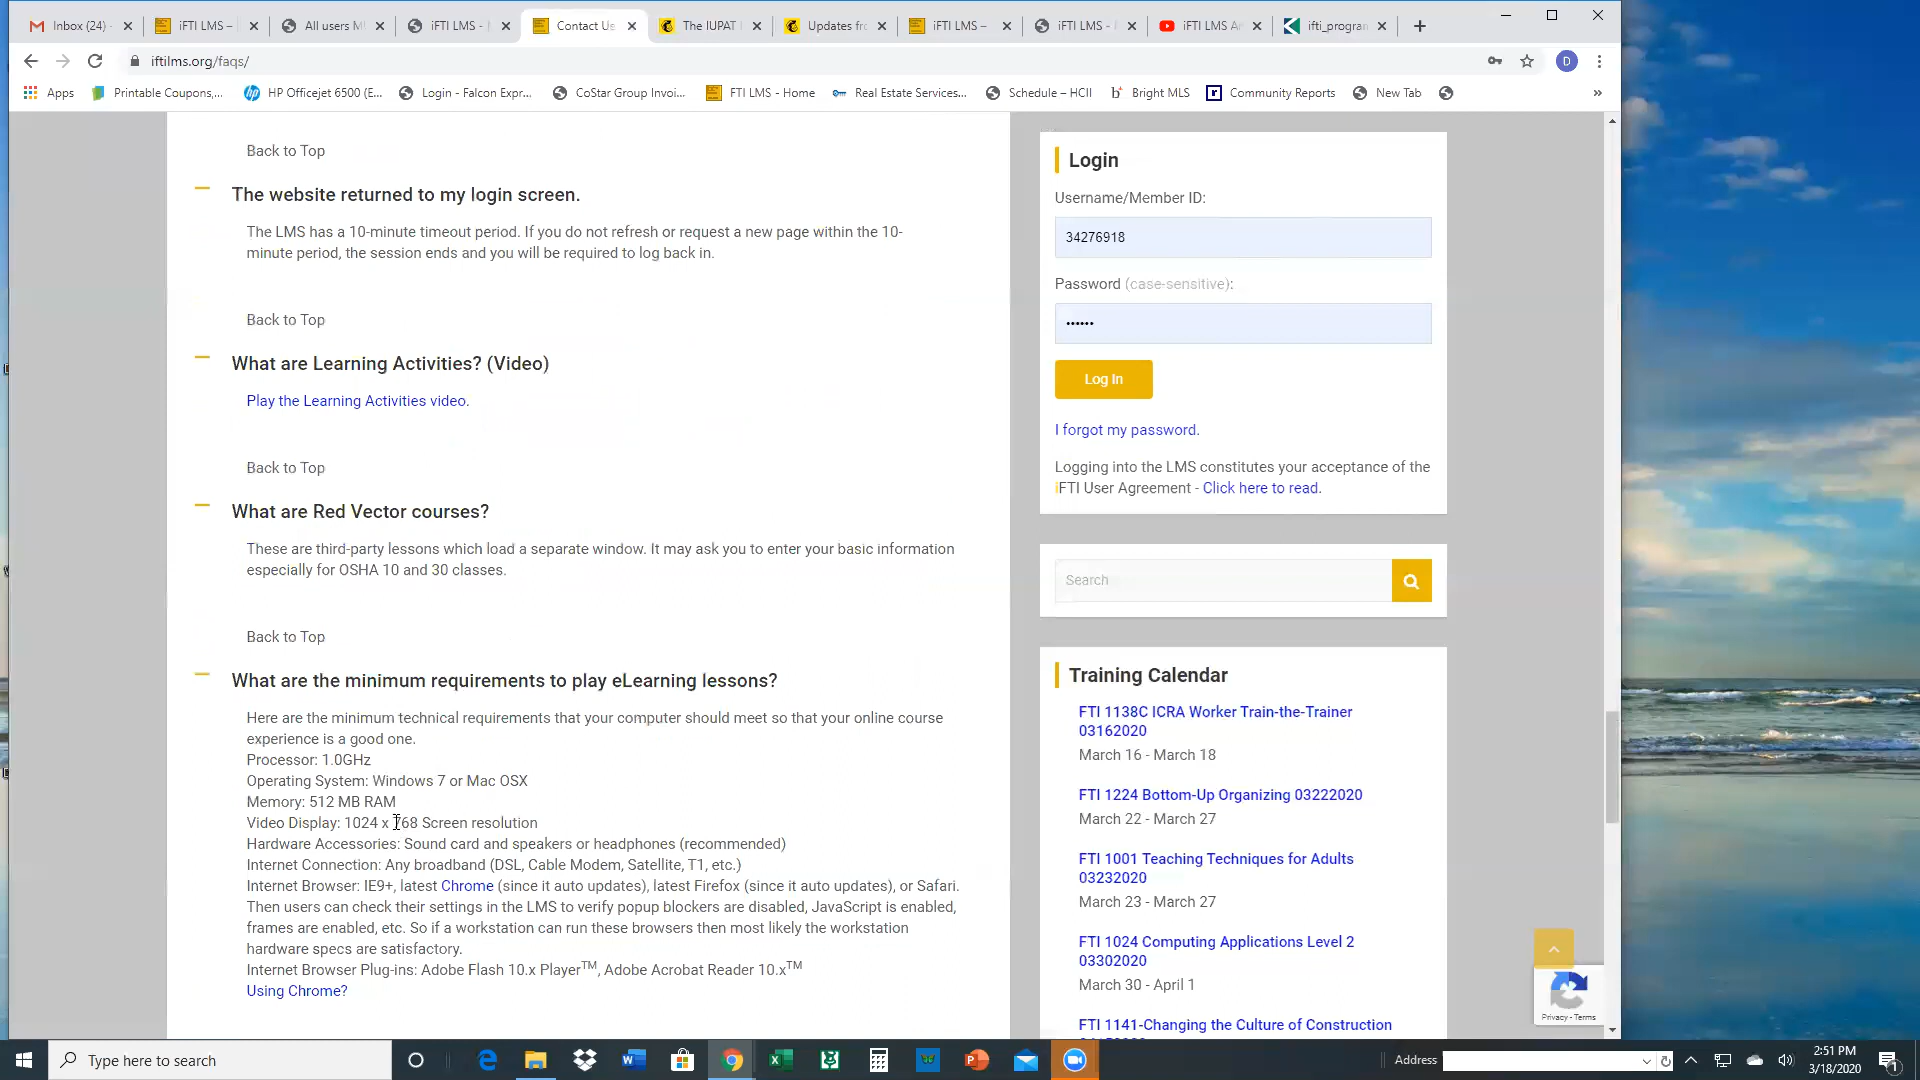 Inbox (24)
iFTI LMS –
All users M
iFTI LMS -
Contact Us
The IUPAT
Updates fro
iFTI LMS –
iFTI LMS -
iFTI LMS An
ifti_program
iftilms.org/faqs/
D
Apps
Printable Coupons,...
HP Officejet 6500 (E...
Login - Falcon Expr...
CoStar Group Invoi...
FTI LMS - Home
Real Estate Services...
Schedule – HCII
Bright MLS
Community Reports
New Tab
»
Back to Top
The website returned to my login screen.
The LMS has a 10-minute timeout period. If you do not refresh or request a new page within the 10-
minute period, the session ends and you will be required to log back in.
Back to Top
What are Learning Activities? (Video)
Play the Learning Activities video.
Back to Top
What are Red Vector courses?
These are third-party lessons which load a separate window. It may ask you to enter your basic information
especially for OSHA 10 and 30 classes.
Back to Top
What are the minimum requirements to play eLearning lessons?
Here are the minimum technical requirements that your computer should meet so that your online course
experience is a good one.
Processor: 1.0GHz
Operating System: Windows 7 or Mac OSX
Memory: 512 MB RAM
Video Display: 1024 x 768 Screen resolution
Hardware Accessories: Sound card and speakers or headphones (recommended)
Internet Connection: Any broadband (DSL, Cable Modem, Satellite, T1, etc.)
Internet Browser: IE9+, latest Chrome (since it auto updates), latest Firefox (since it auto updates), or Safari.
Then users can check their settings in the LMS to verify popup blockers are disabled, JavaScript is enabled,
frames are enabled, etc. So if a workstation can run these browsers then most likely the workstation
hardware specs are satisfactory.
Internet Browser Plug-ins: Adobe Flash 10.x Player™, Adobe Acrobat Reader 10.x™
Using Chrome?
Login
Username/Member ID:
34276918
Password (case-sensitive):
••••••
Log In
I forgot my password.
Logging into the LMS constitutes your acceptance of the
iFTI User Agreement - Click here to read.
Search
Training Calendar
FTI 1138C ICRA Worker Train-the-Trainer
03162020
March 16 - March 18
FTI 1224 Bottom-Up Organizing 03222020
March 22 - March 27
FTI 1001 Teaching Techniques for Adults
03232020
March 23 - March 27
FTI 1024 Computing Applications Level 2
03302020
March 30 - April 1
FTI 1141-Changing the Culture of Construction
Privacy - Terms
Type here to search
Address
2:51 PM
3/18/2020
1